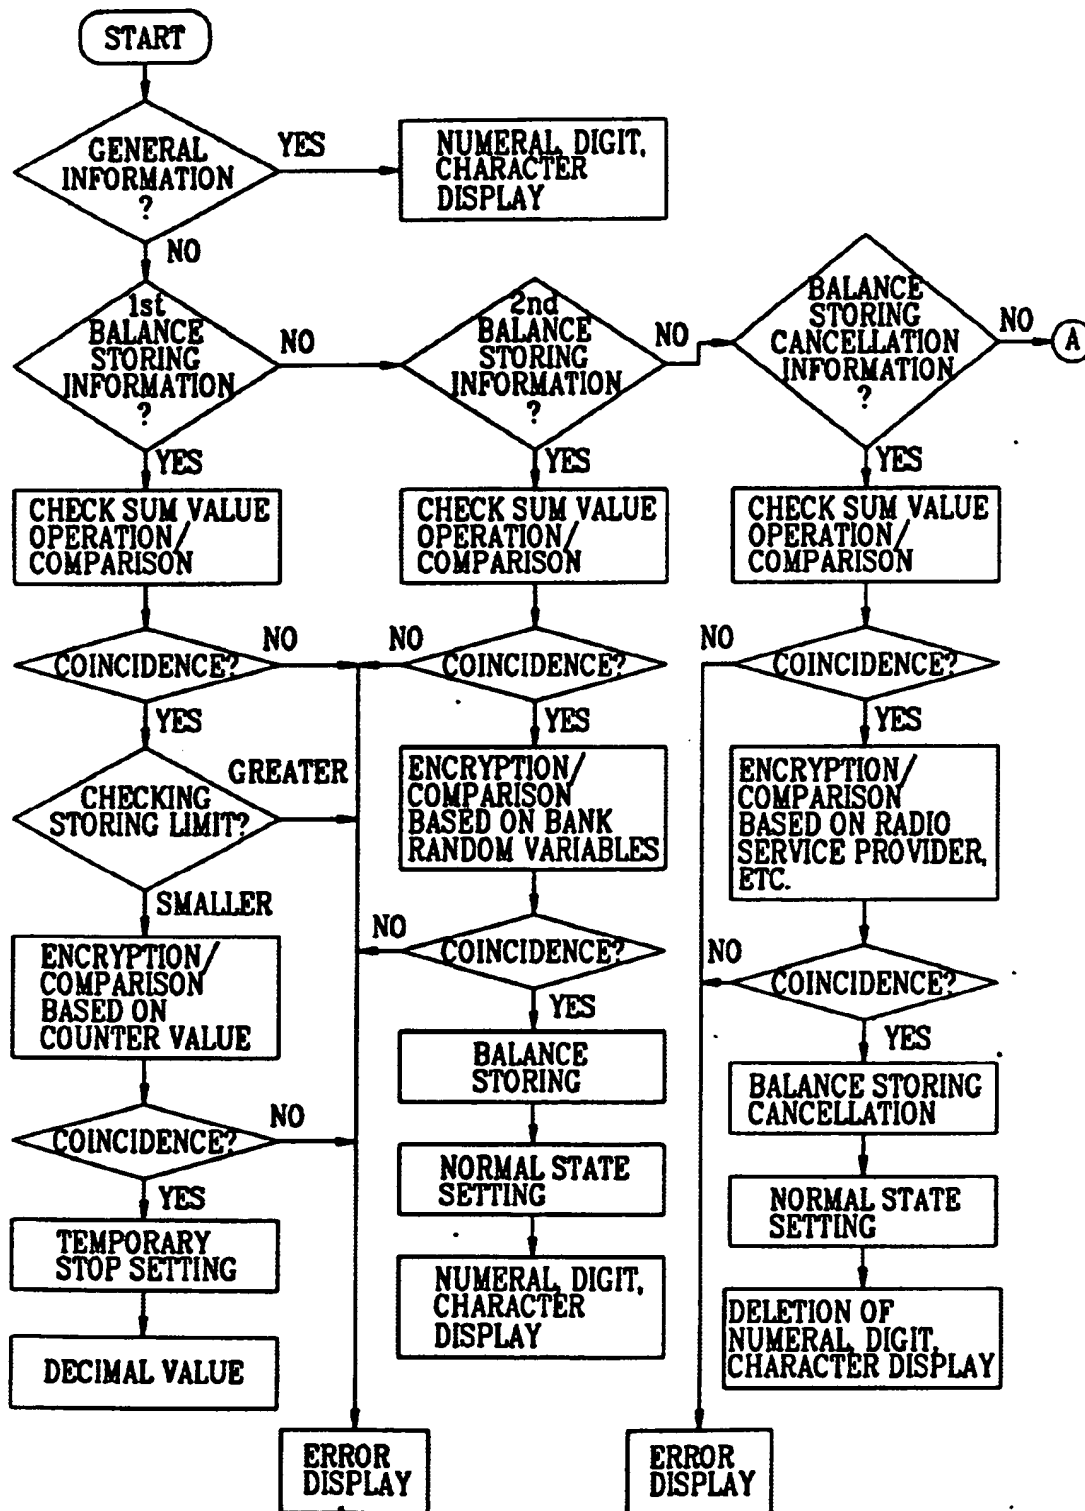 START
GENERAL
INFORMATION
?
YES
NUMERAL, DIGIT,
CHARACTER
DISPLAY
NO
1st
BALANCE
STORING
INFORMATION
?
NO
2nd
BALANCE
STORING
INFORMATION
?
NO
BALANCE
STORING
CANCELLATION
INFORMATION
?
NO
A
YES
CHECK SUM VALUE
OPERATION/
COMPARISON
YES
CHECK SUM VALUE
OPERATION/
COMPARISON
YES
CHECK SUM VALUE
OPERATION/
COMPARISON
COINCIDENCE?
NO
NO
COINCIDENCE?
NO
COINCIDENCE?
YES
CHECKING
STORING LIMIT?
GREATER
SMALLER
ENCRYPTION/
COMPARISON
BASED ON
COUNTER VALUE
COINCIDENCE?
NO
YES
TEMPORARY
STOP SETTING
DECIMAL VALUE
YES
ENCRYPTION/
COMPARISON
BASED ON BANK
RANDOM VARIABLES
NO
COINCIDENCE?
YES
BALANCE
STORING
NORMAL STATE
SETTING
NUMERAL, DIGIT,
CHARACTER
DISPLAY
YES
ENCRYPTION/
COMPARISON
BASED ON RADIO
SERVICE PROVIDER,
ETC.
NO
COINCIDENCE?
YES
BALANCE STORING
CANCELLATION
NORMAL STATE
SETTING
DELETION OF
NUMERAL, DIGIT,
CHARACTER DISPLAY
ERROR
DISPLAY
ERROR
DISPLAY